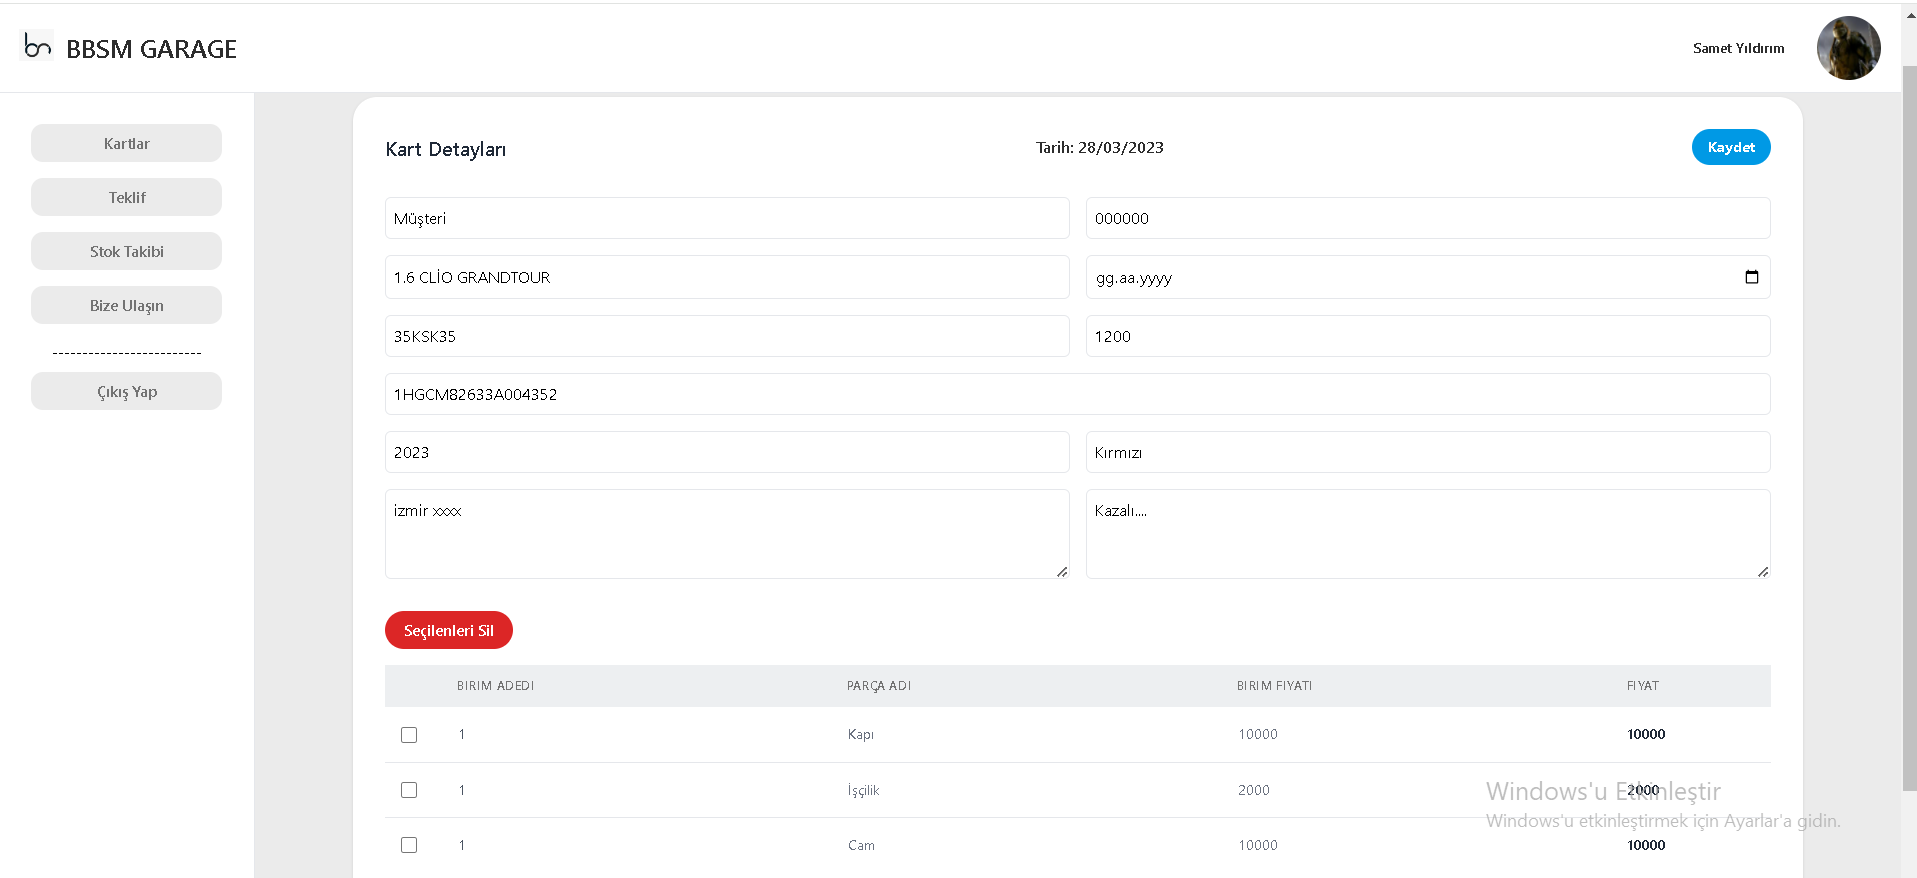 bn BBSM GARAGE
Samet Yıldırım
Kartlar
Teklif
Stok Takibi
Bize Ulaşın
-------------------------
Çıkış Yap
Kart Detayları
Tarih: 28/03/2023
Kaydet
Müşteri
000000
1.6 CLİO GRANDTOUR
gg.aa.yyyy
35KSK35
1200
1HGCM82633A004352
2023
Kırmızı
izmir xxxx
Kazalı....
Seçilenleri Sil
BIRIM ADEDI PARÇA ADI BIRIM FIYATI FIYAT
1 Kapı 10000 10000
1 İşçilik 2000 2000
1 Cam 10000 10000
Windows'u Etkinleştir
Windows'u etkinleştirmek için Ayarlar'a gidin.